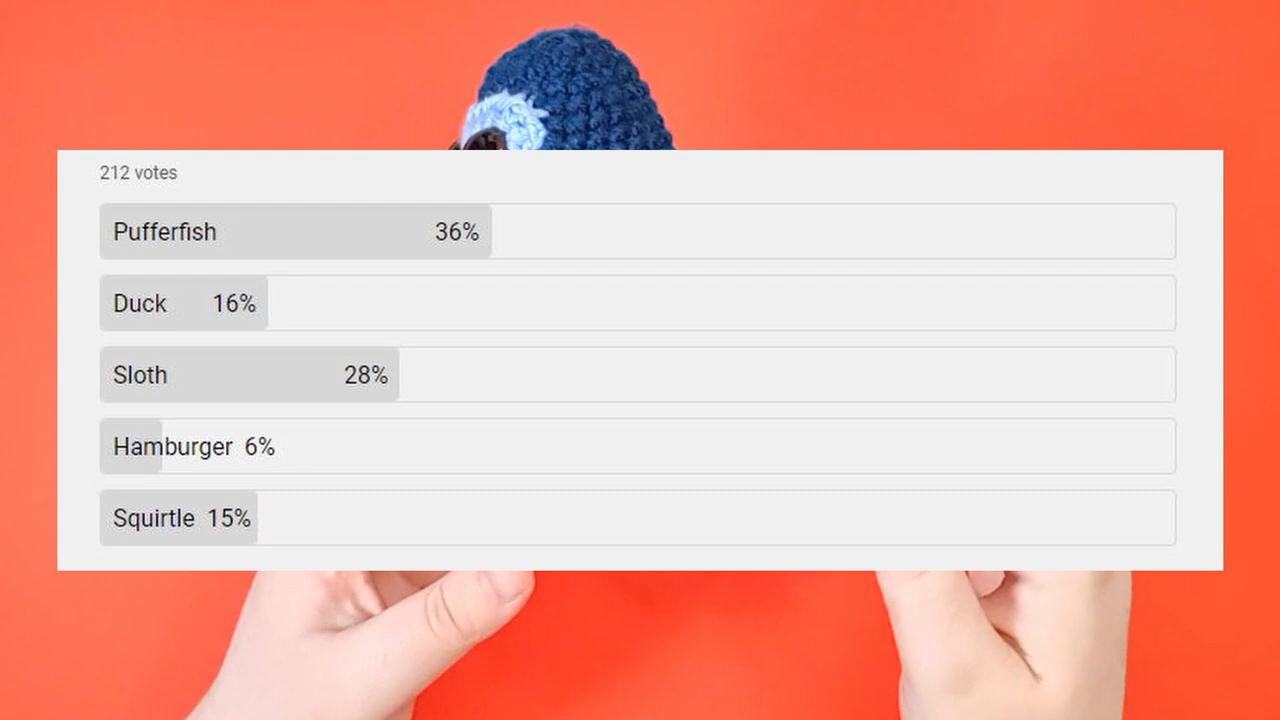 212 votes
Pufferfish 36%
Duck 16%
Sloth 28%
Hamburger 6%
Squirtle 15%